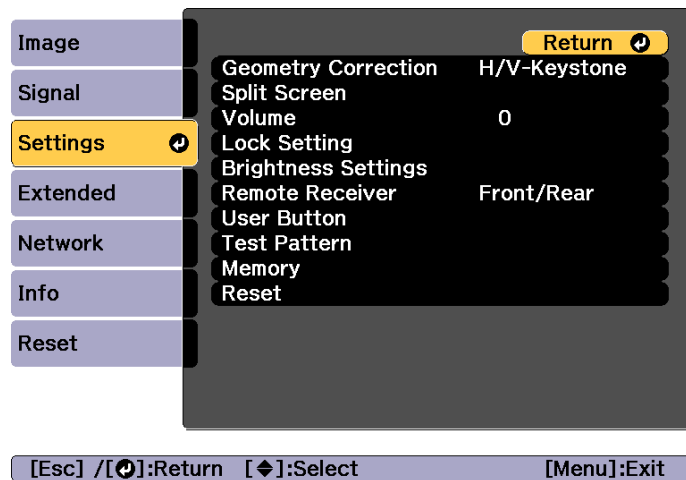 Image
Signal
Settings
Extended
Network
Info
Reset
Return
Geometry Correction H/V-Keystone
Split Screen
Volume 0
Lock Setting
Brightness Settings
Remote Receiver Front/Rear
User Button
Test Pattern
Memory
Reset
[Esc] /[⏎]:Return [◆]:Select [Menu]:Exit